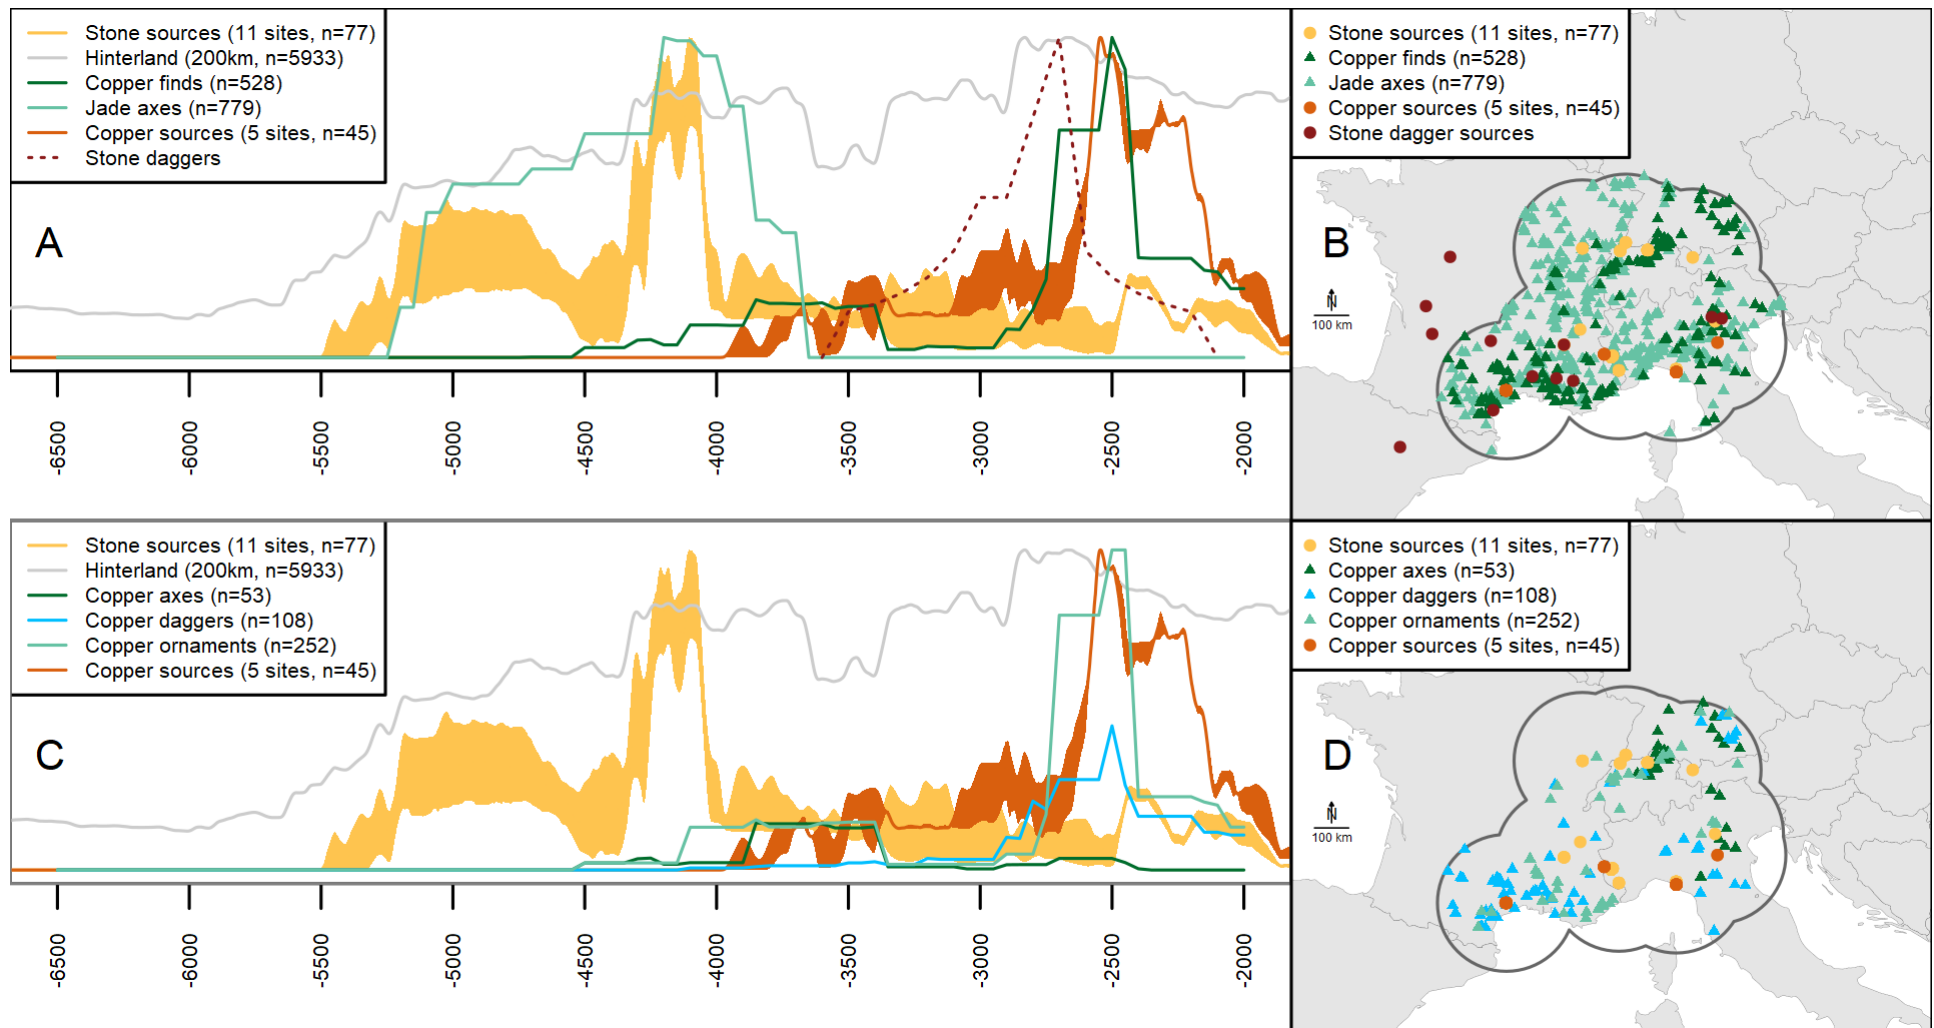 Stone sources (11 sites, n=77)
Hinterland (200km, n=5933)
Copper finds (n=528)
Jade axes (n=779)
Copper sources (5 sites, n=45)
Stone daggers
A
-6500
-6000
-5500
-5000
-4500
-4000
-3500
-3000
-2500
-2000
Stone sources (11 sites, n=77)
Copper finds (n=528)
Jade axes (n=779)
Copper sources (5 sites, n=45)
Stone dagger sources
B
N
100 km
Stone sources (11 sites, n=77)
Hinterland (200km, n=5933)
Copper axes (n=53)
Copper daggers (n=108)
Copper ornaments (n=252)
Copper sources (5 sites, n=45)
C
-6500
-6000
-5500
-5000
-4500
-4000
-3500
-3000
-2500
-2000
Stone sources (11 sites, n=77)
Copper axes (n=53)
Copper daggers (n=108)
Copper ornaments (n=252)
Copper sources (5 sites, n=45)
D
N
100 km